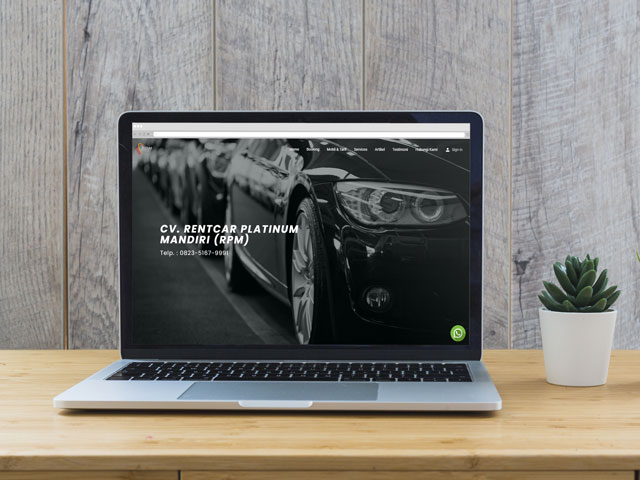 Home Booking Mobil & Tarif Services Artikel Testimoni Hubungi Kami Sign in
CV. RENTCAR PLATINUM
MANDIRI (RPM)
Telp. : 0823-5167-9991